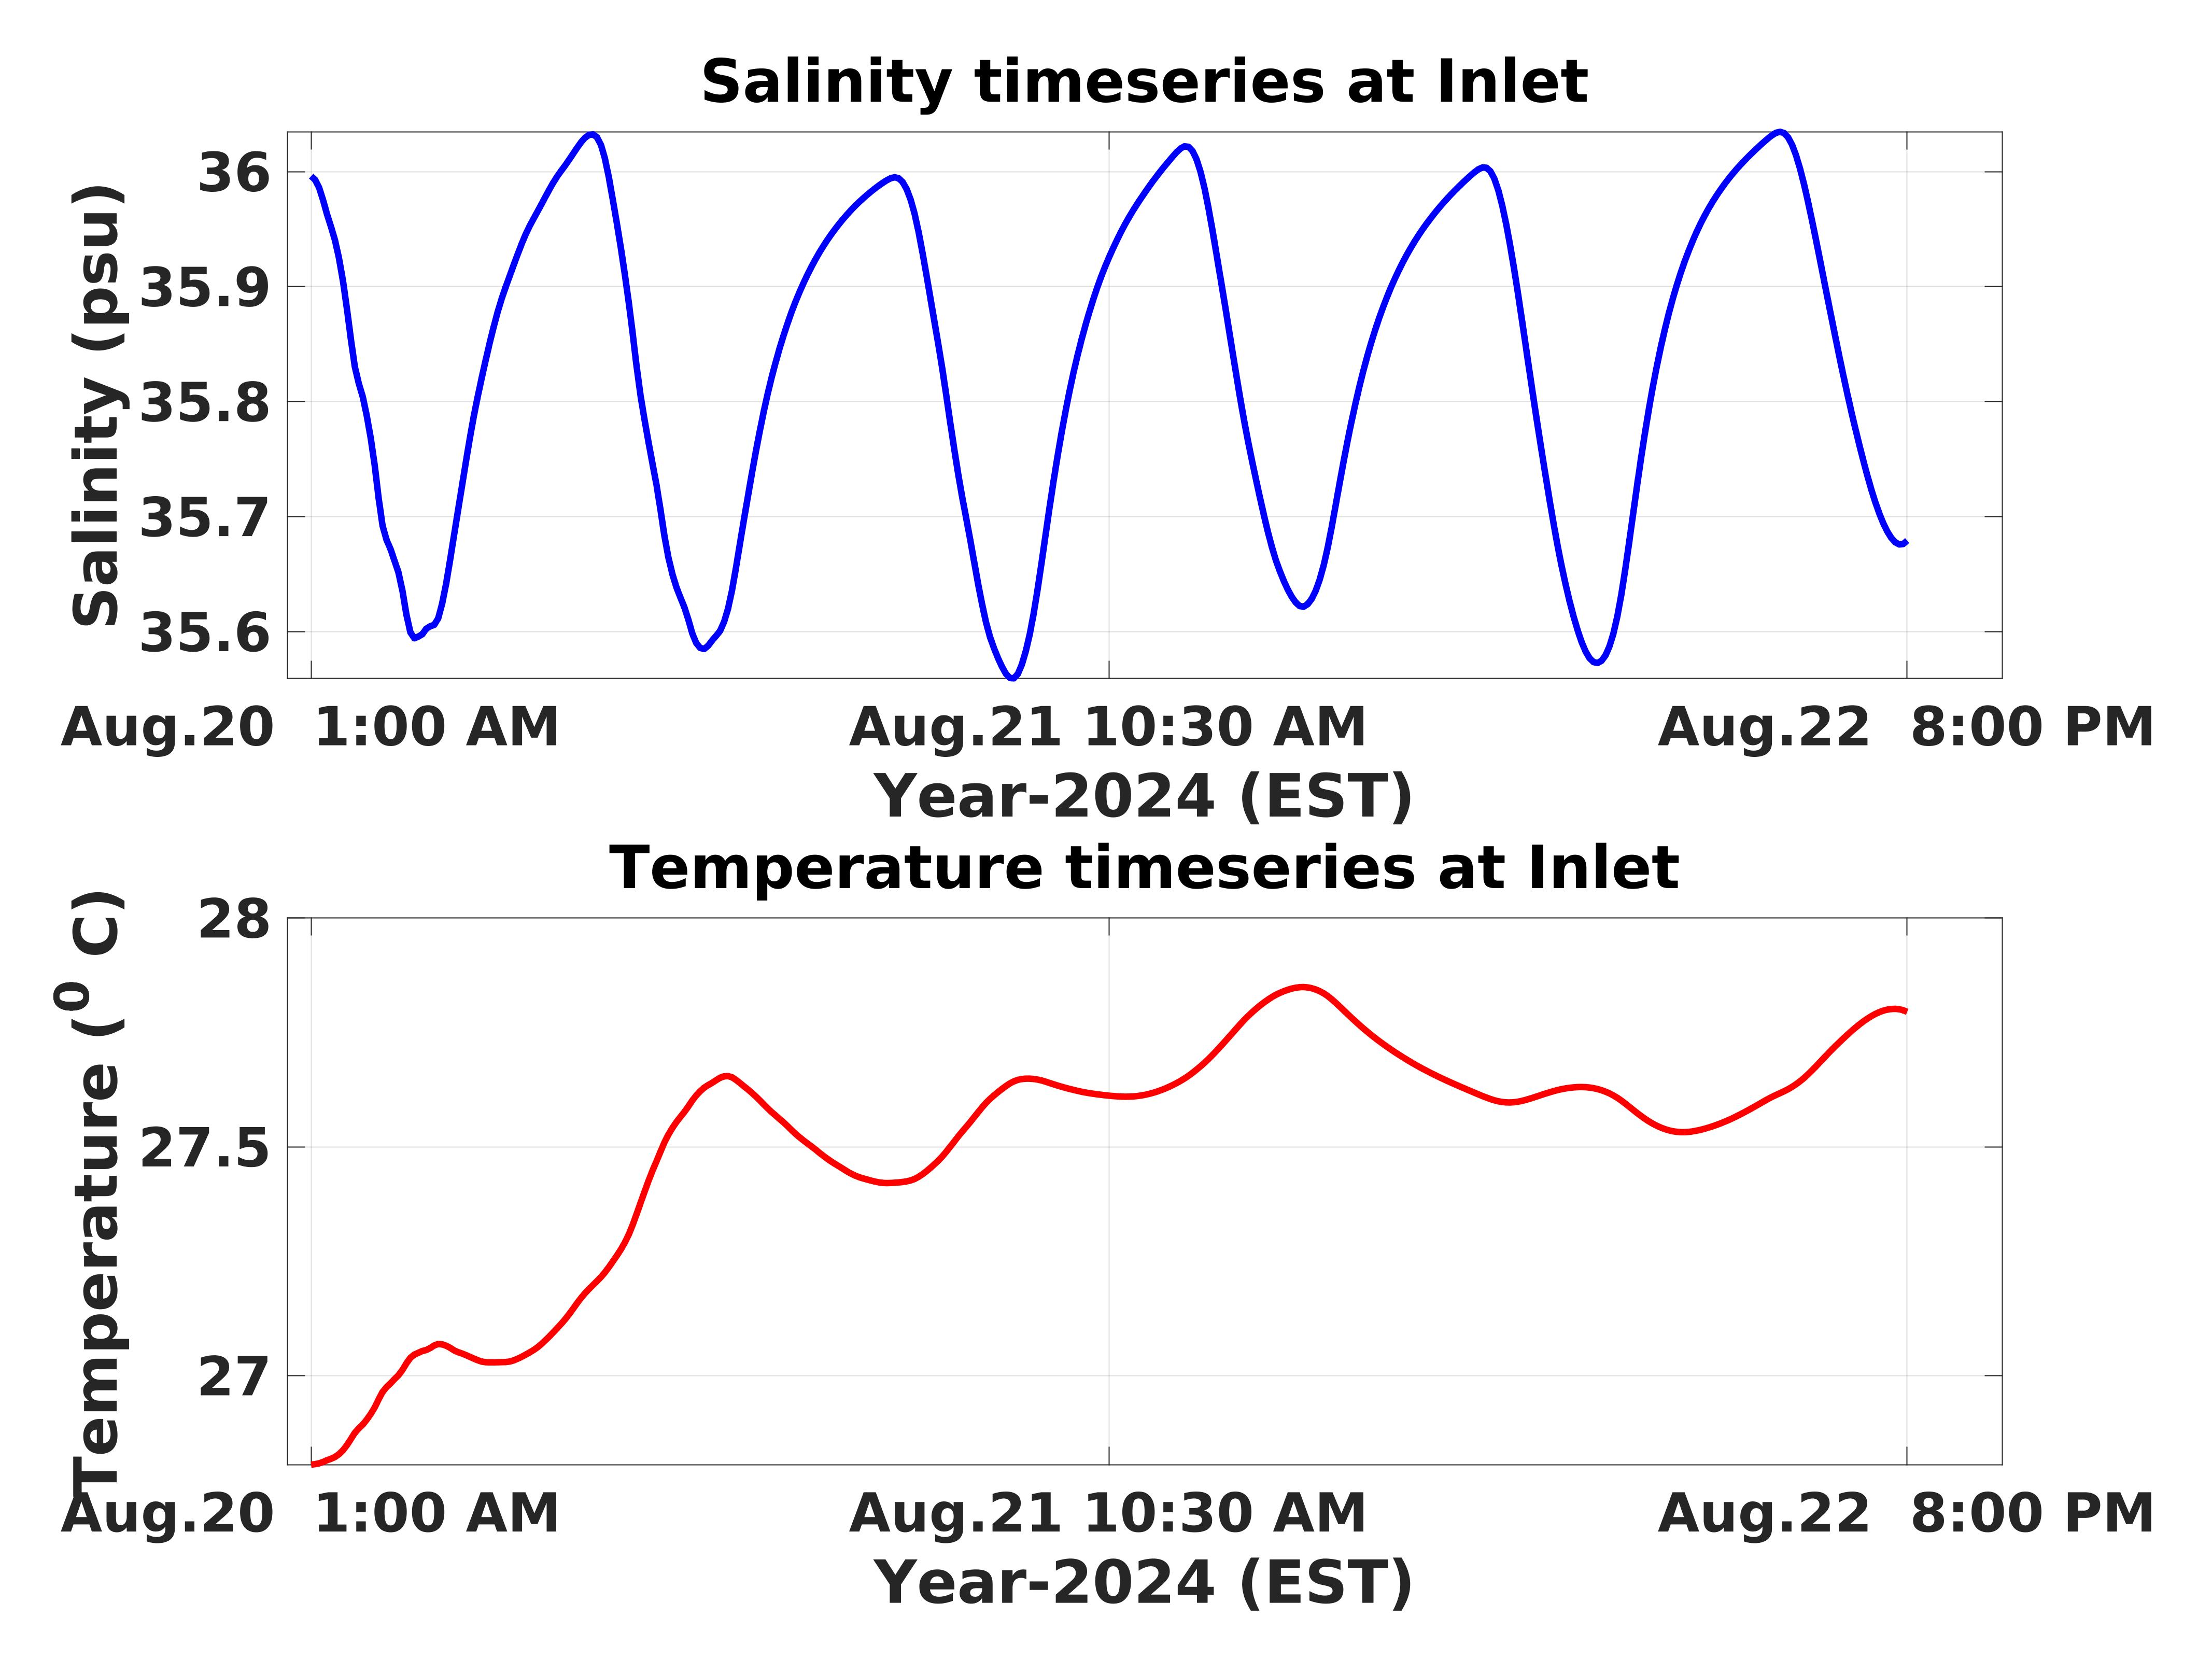 Salinity timeseries at Inlet
Salinity (psu)
36
35.9
35.8
35.7
35.6
Aug.20  1:00 AM
Aug.21 10:30 AM
Aug.22  8:00 PM
Year-2024 (EST)
Temperature timeseries at Inlet
Temperature (⁰ C)
28
27.5
27
Aug.20  1:00 AM
Aug.21 10:30 AM
Aug.22  8:00 PM
Year-2024 (EST)